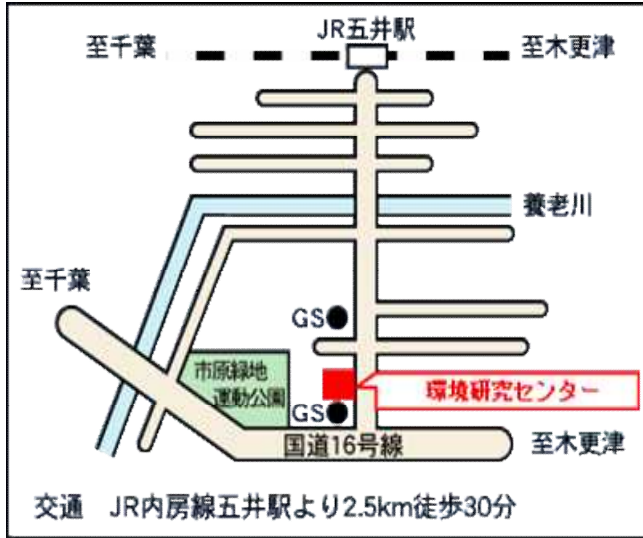 JR五井駅
至千葉
至木更津
養老川
至千葉
GS
市原緑地
運動公園
環境研究センター
GS
国道16号線
至木更津
交通 JR内房線五井駅より2.5km徒歩30分